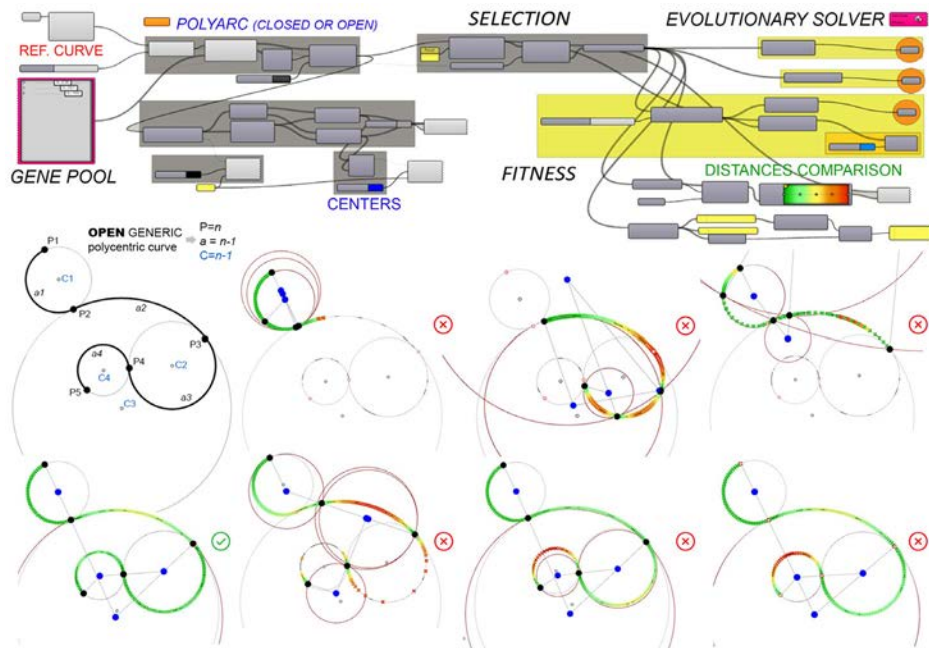 POLYARC (CLOSED OR OPEN)
SELECTION
EVOLUTIONARY SOLVER
REF. CURVE
GENE POOL
CENTERS
FITNESS
DISTANCES COMPARISON
OPEN GENERIC
polycentric curve
P=n
a = n-1
C=n-1
P1
C1
a1
P2
a2
P3
a4
P4
C2
C4
P5
C3
a3